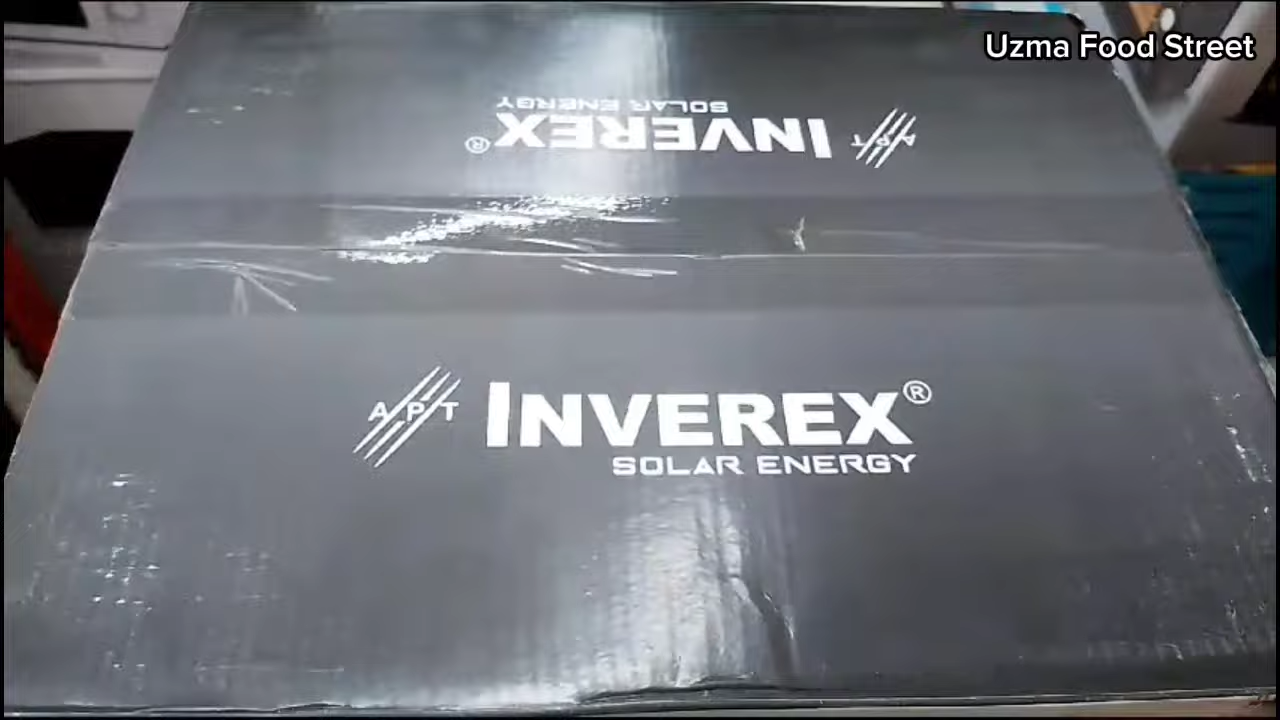 Uzma Food Street
SOLAR ENERGY
INVEREX®
APT
APT
INVEREX®
SOLAR ENERGY